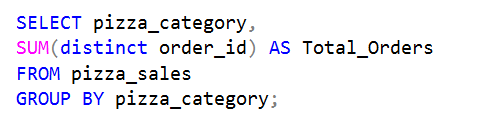 SELECT pizza_category,
SUM(distinct order_id) AS Total_Orders
FROM pizza_sales
GROUP BY pizza_category;